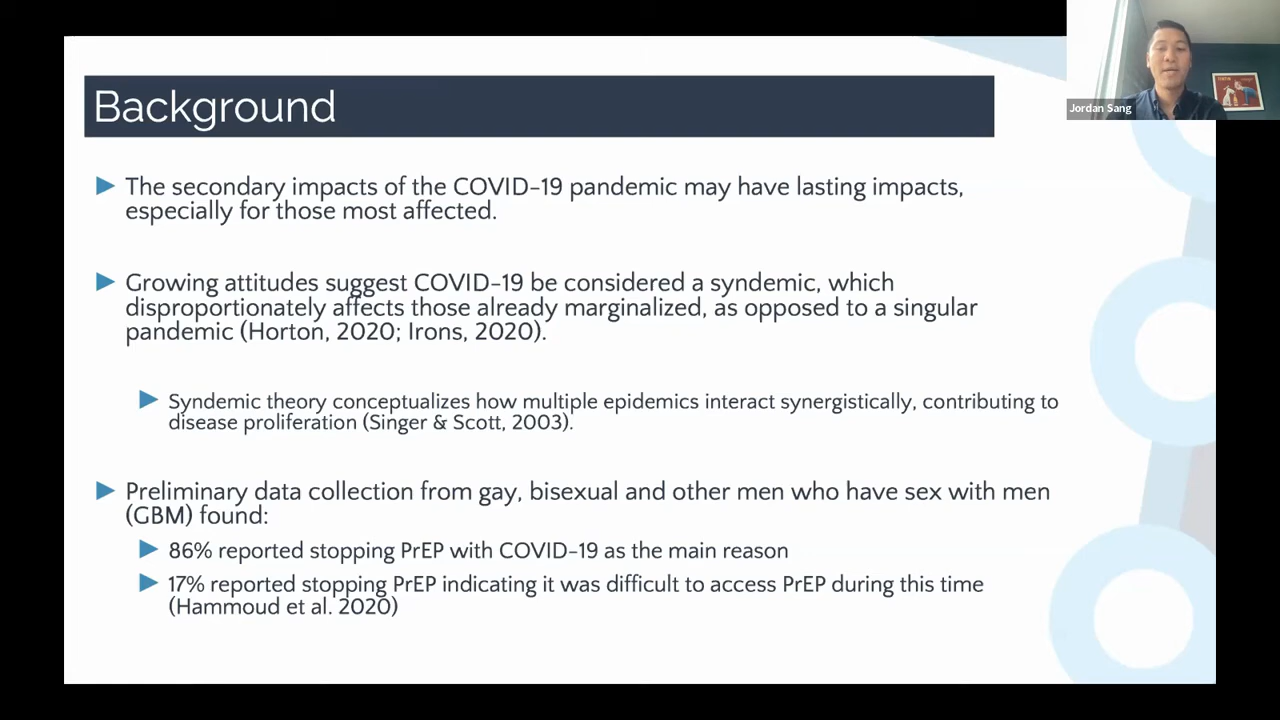 Background
Jordan Sang
The secondary impacts of the COVID-19 pandemic may have lasting impacts,
especially for those most affected.
Growing attitudes suggest COVID-19 be considered a syndemic, which
disproportionately affects those already marginalized, as opposed to a singular
pandemic (Horton, 2020; Irons, 2020).
Syndemic theory conceptualizes how multiple epidemics interact synergistically, contributing to
disease proliferation (Singer & Scott, 2003).
Preliminary data collection from gay, bisexual and other men who have sex with men
(GBM) found:
86% reported stopping PrEP with COVID-19 as the main reason
17% reported stopping PrEP indicating it was difficult to access PrEP during this time
(Hammoud et al. 2020)